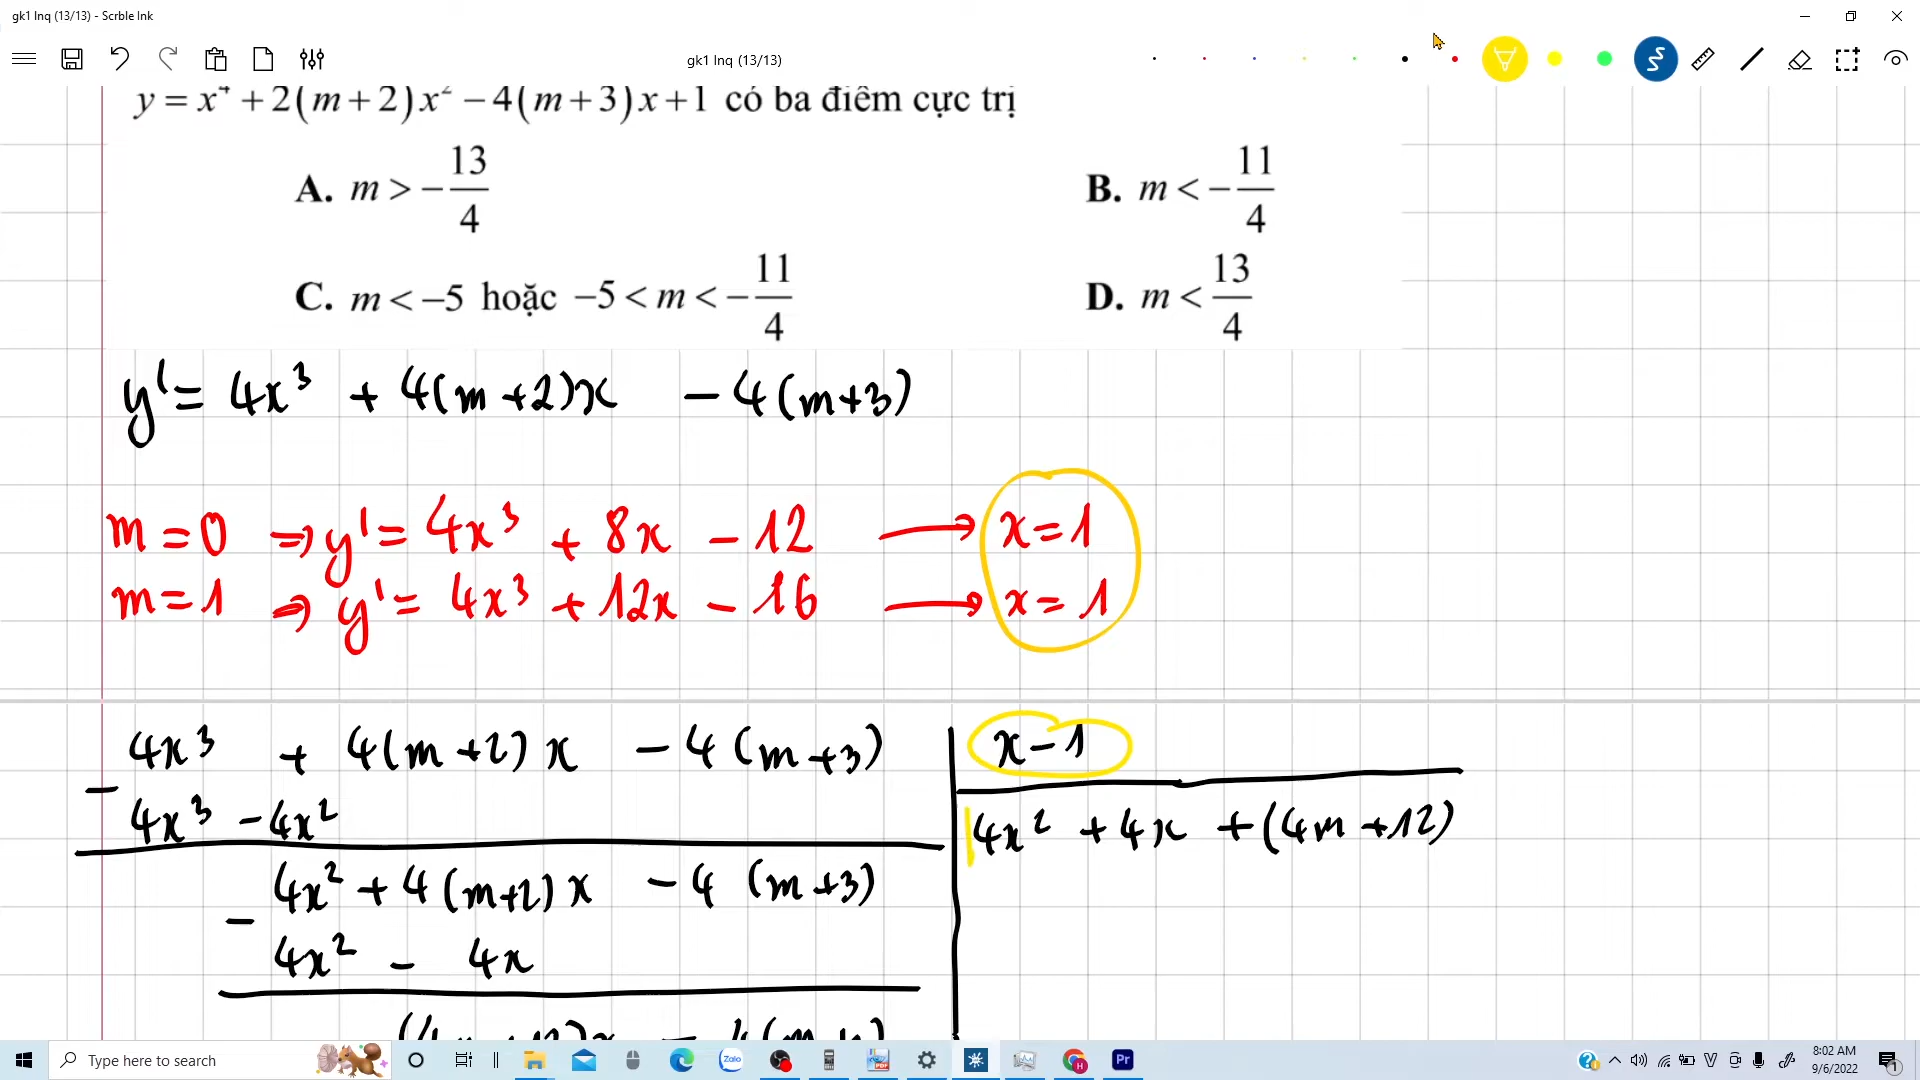 gk1 lnq (13/13) - Scrble Ink
gk1 lnq (13/13)
y = x⁴ + 2(m+2)x² − 4(m+3)x + 1 có ba điểm cực trị
A. m > −13/4
B. m < −11/4
C. m < −5 hoặc −5 < m < −11/4
D. m < 13/4
y' = 4x³ + 4(m+2)x − 4(m+3)
m = 0 ⇒ y' = 4x³ + 8x − 12 → x = 1
m = 1 ⇒ y' = 4x³ + 12x − 16 → x = 1
4x³ + 4(m+2)x − 4(m+3) x−1
− 4x³ − 4x² 4x² + 4x + (4m+12)
4x² + 4(m+2)x − 4(m+3)
− 4x² − 4x
Type here to search
Zalo
PDF
H
Pr
V
8:02 AM
9/6/2022
1